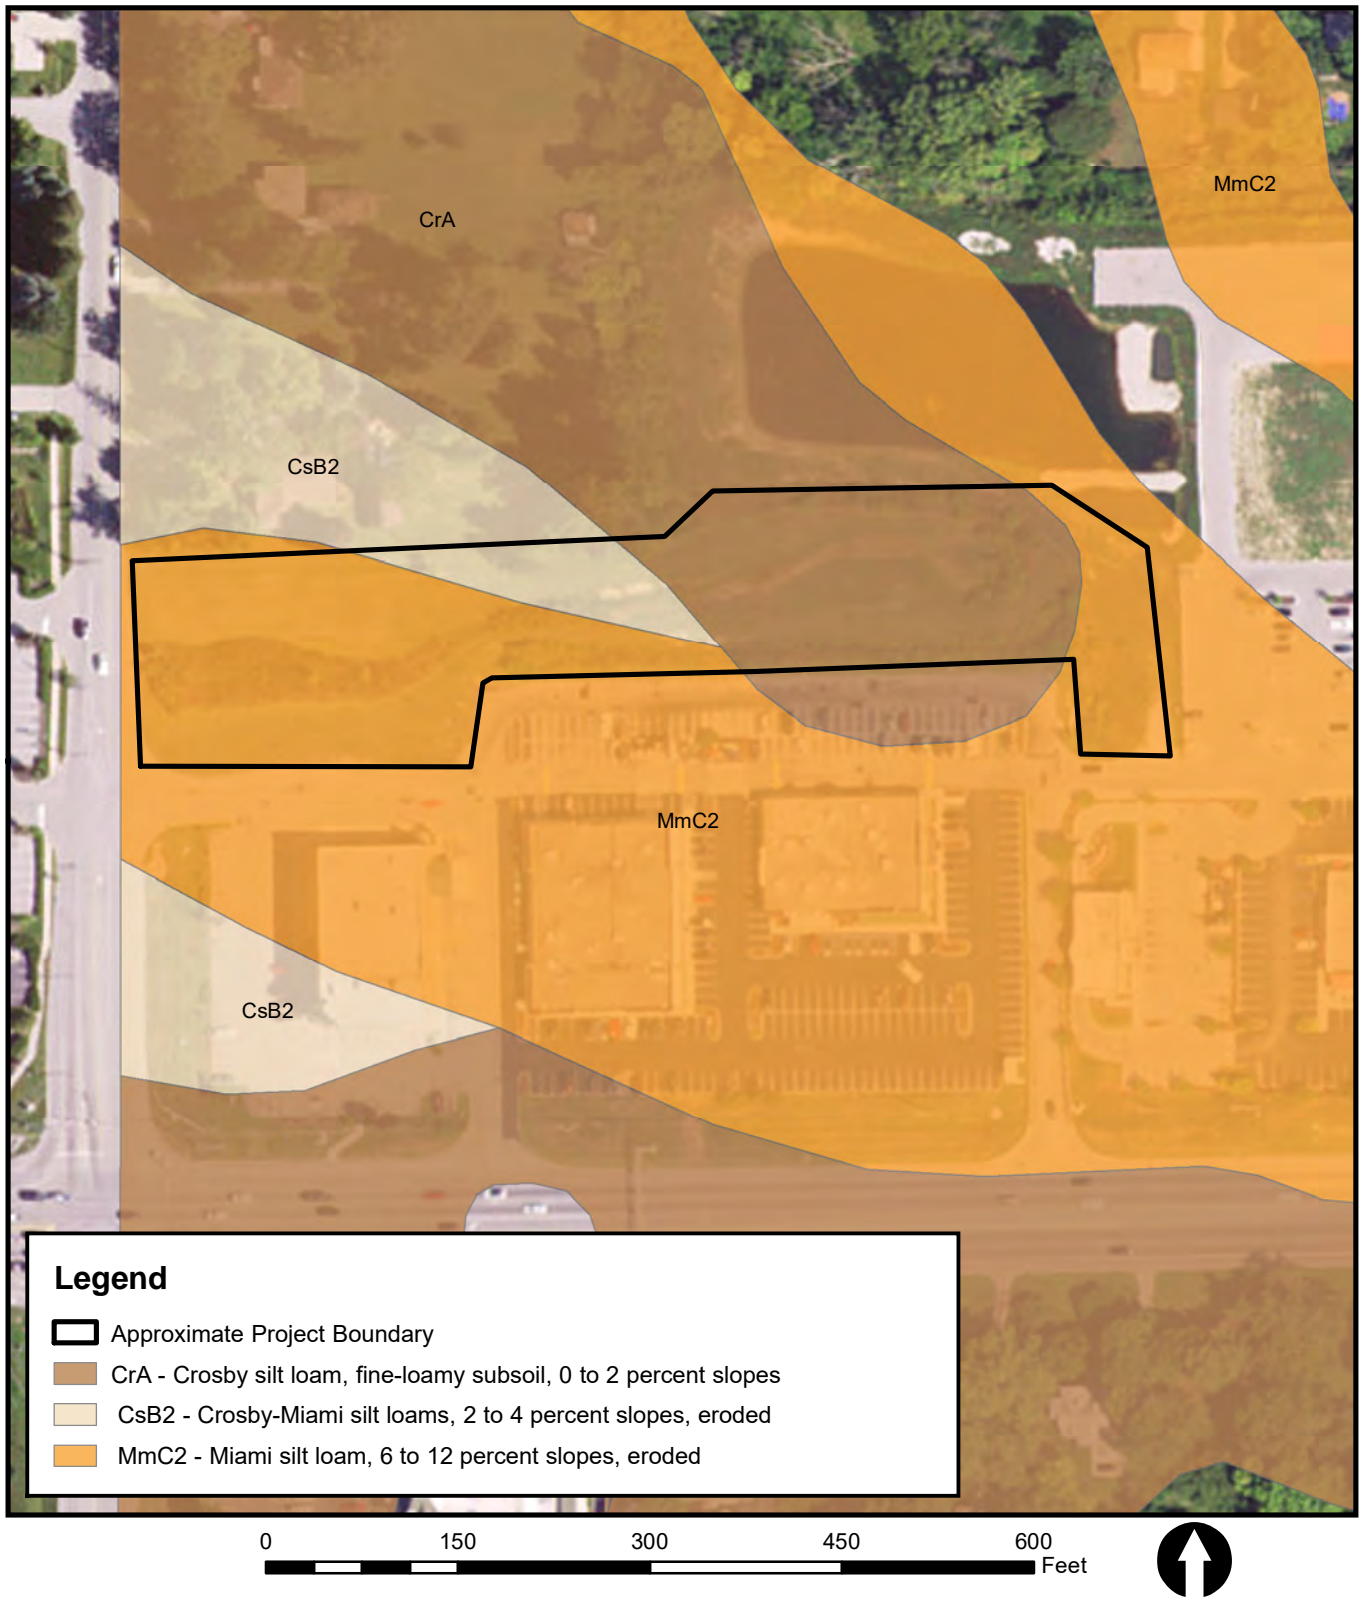 MmC2
CrA
CsB2
MmC2
CsB2
Legend
Approximate Project Boundary
CrA - Crosby silt loam, fine-loamy subsoil, 0 to 2 percent slopes
CsB2 - Crosby-Miami silt loams, 2 to 4 percent slopes, eroded
MmC2 - Miami silt loam, 6 to 12 percent slopes, eroded
0 150 300 450 600
Feet